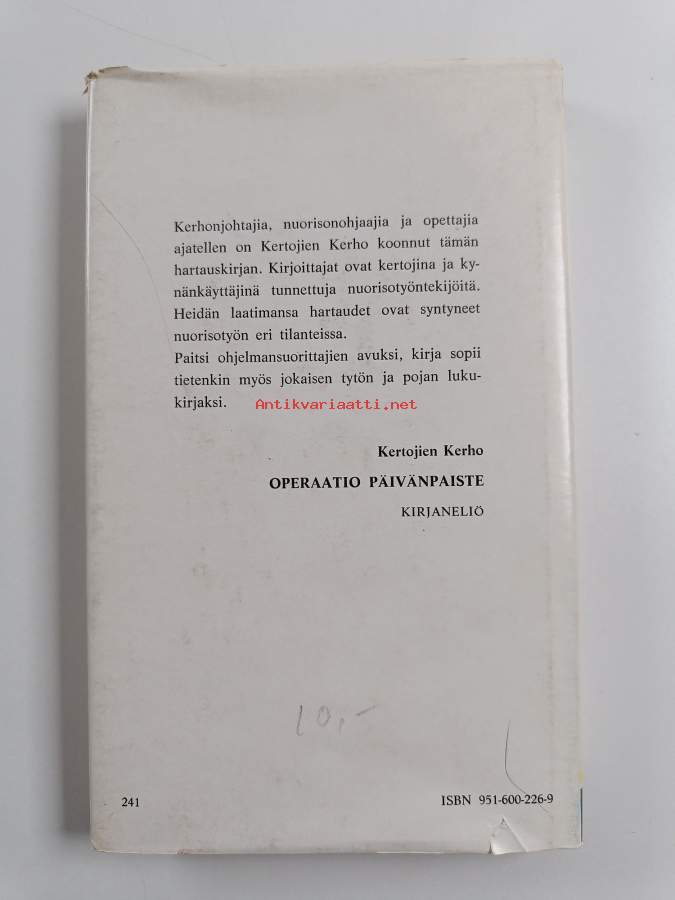 Kerhonjohtajia, nuorisonohjaajia ja opettajia
ajatellen on Kertojien Kerho koonnut tämän
hartauskirjan. Kirjoittajat ovat kertojina ja ky-
nänkäyttäjinä tunnettuja nuorisotyöntekijöitä.
Heidän laatimansa hartaudet ovat syntyneet
nuorisotyön eri tilanteissa.
Paitsi ohjelmansuorittajien avuksi, kirja sopii
tietenkin myös jokaisen tytön ja pojan luku-
kirjaksi. Antikvariaatti.net
Kertojien Kerho
OPERAATIO PÄIVÄNPAISTE
KIRJANELIÖ
10,-
241 ISBN 951-600-226-9